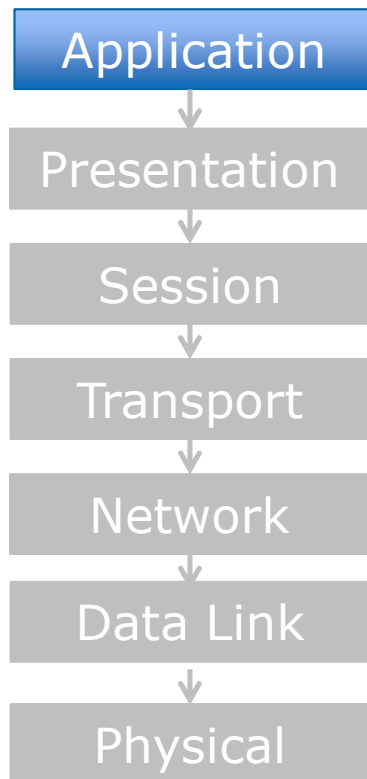 Application
Presentation
Session
Transport
Network
Data Link
Physical